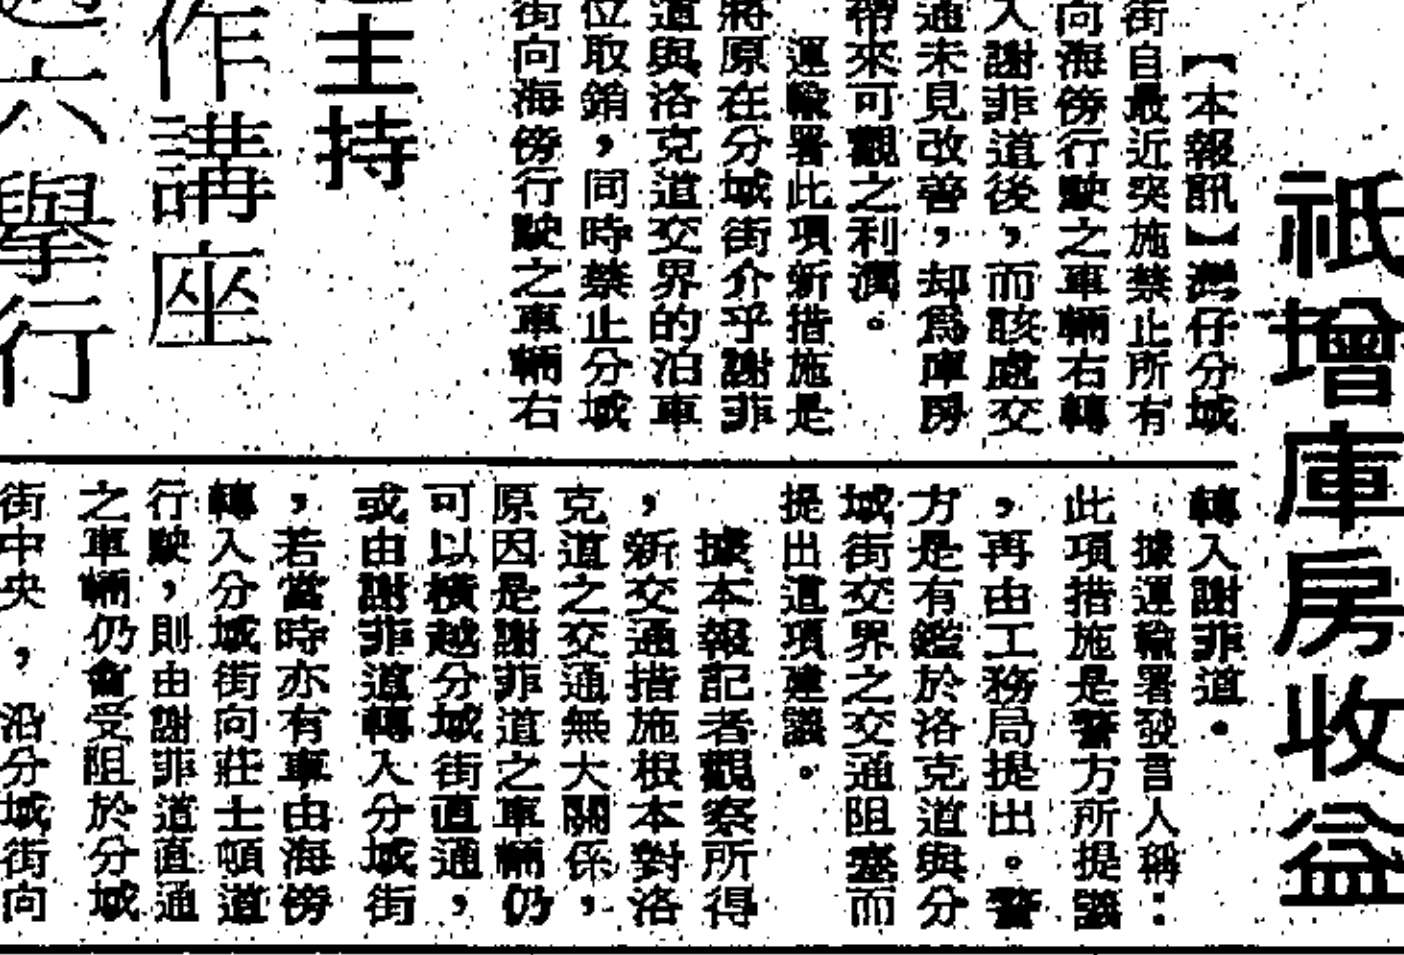 祇增庫房收益
【本報訊】灣仔分城
街自最近突施禁止所有
向海傍行駛之車輛右轉
入謝菲道後，而該處交
通未見改善，却為庫房
帶來可觀之利潤。
運輸署此項新措施是
將原在分城街介乎謝菲
道與洛克道交界的泊車
位取銷，同時禁止分城
街向海傍行駛之車輛右
轉入謝菲道。
據運輸署發言人稱：
此項措施是警方所提議
，再由工務局提出。警
方是有鑑於洛克道與分
城街交界之交通阻塞而
提出這項建議。
據本報記者觀察所得
，新交通措施根本對洛
克道之交通無大關係，
原因是謝菲道之車輛仍
可以橫越分城街直通，
或由謝菲道轉入分城街
，若當時亦有車由海傍
轉入分城街向莊士頓道
行駛，則由謝菲道直通
之車輛仍會受阻於分城
街中央，沿分城街向
主持
作講座
六舉行